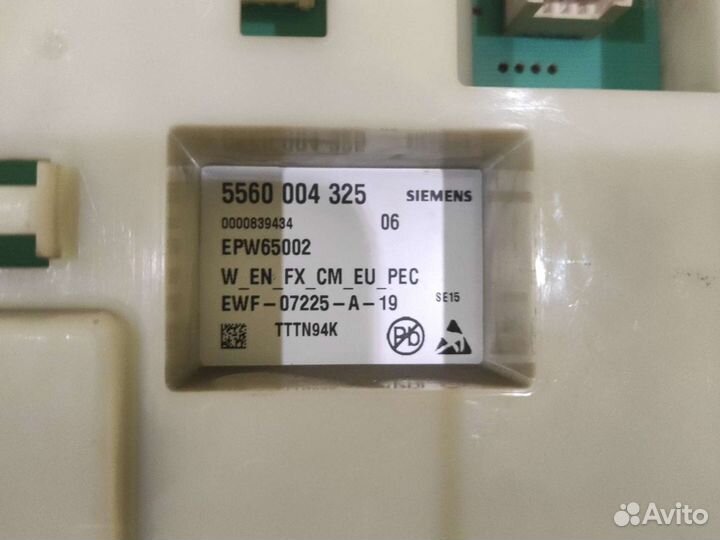 5560 004 325 SIEMENS
0000839434 06
EPW65002
W_EN_FX_CM_EU_PEC
EWF-07225-A-19 SE15
TTTN94K Pb
Avito